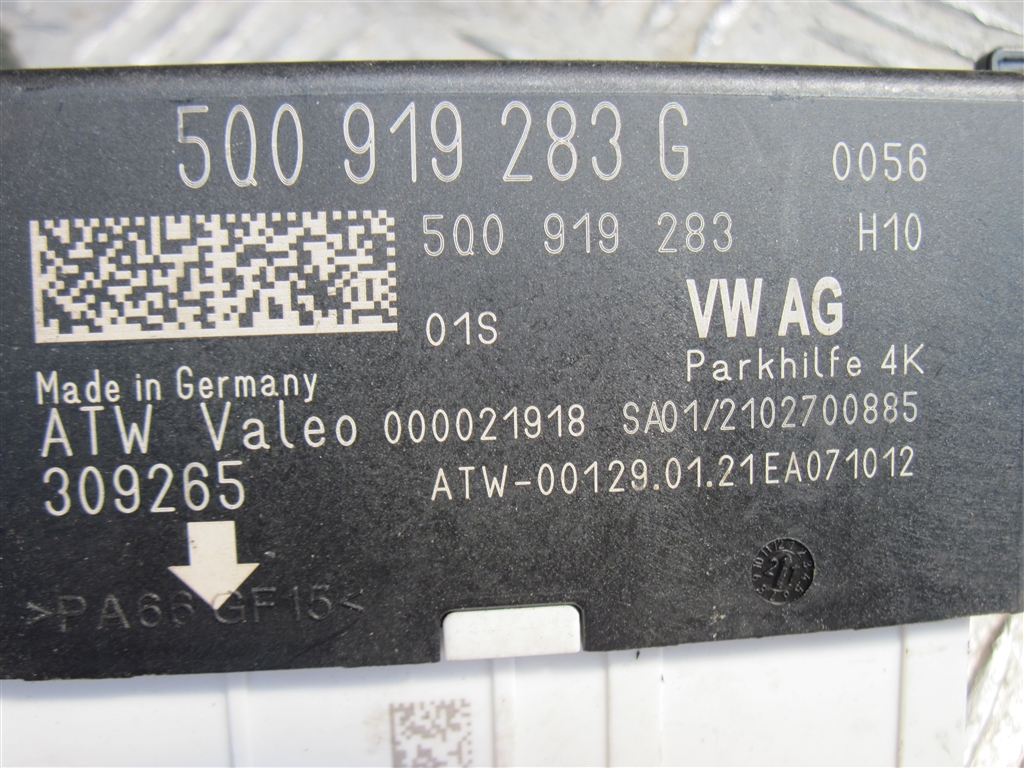 5Q0 919 283 G 0056
5Q0 919 283 H10
01S VW AG
Parkhilfe 4K
Made in Germany
ATW Valeo 000021918 SA01/2102700885
309265 ATW-00129.01.21EA071012
>PA66 GF15<